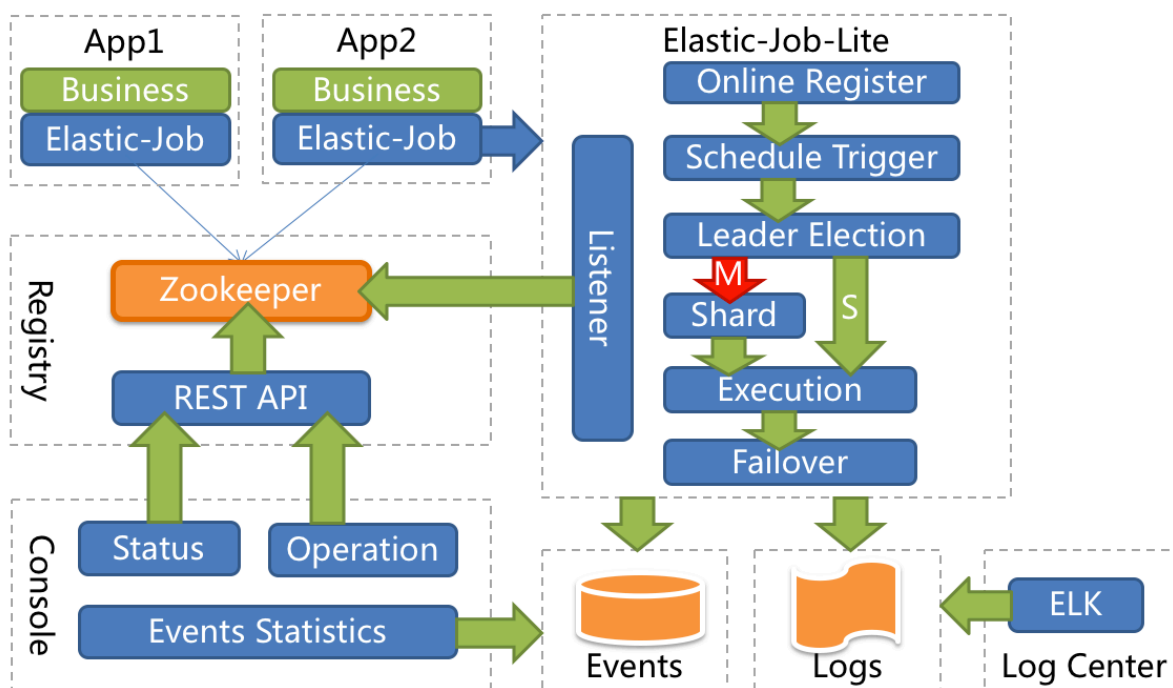 App1
Business
Elastic-Job
App2
Business
Elastic-Job
Elastic-Job-Lite
Online Register
Schedule Trigger
Leader Election
M
S
Shard
Execution
Failover
Listener
Registry
Zookeeper
REST API
Console
Status
Operation
Events Statistics
Events
Logs
ELK
Log Center